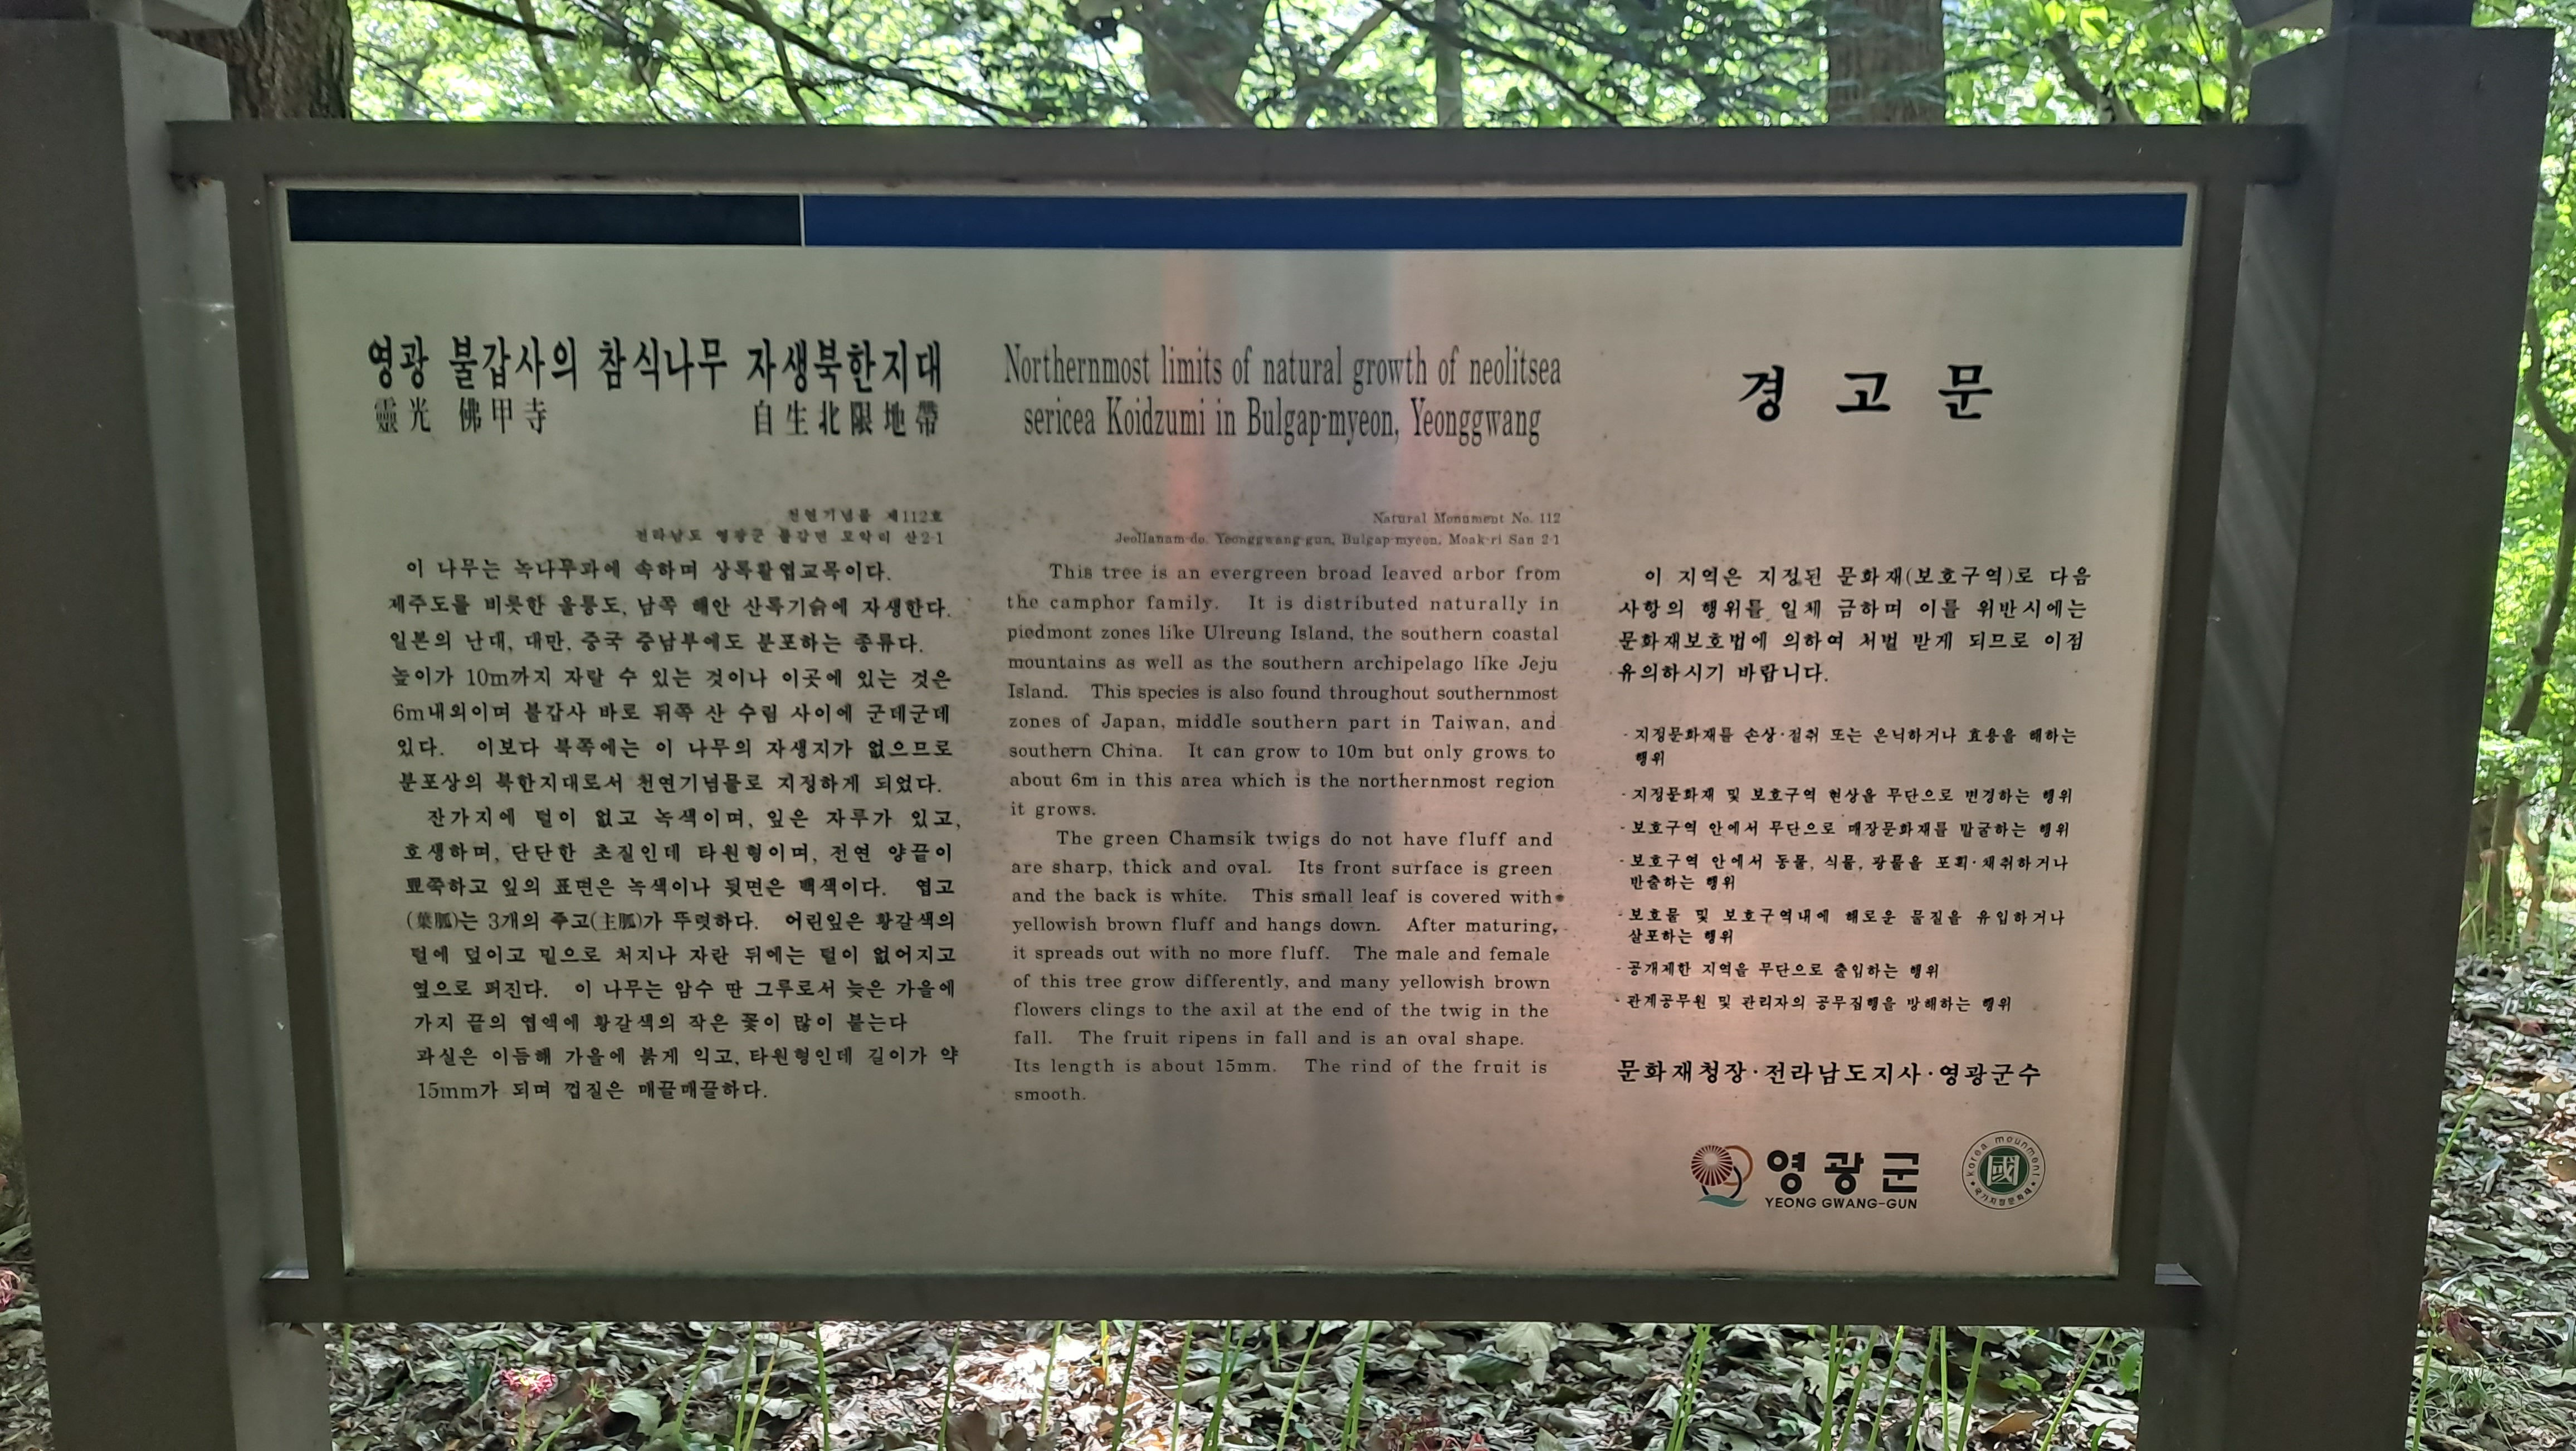 영광 불갑사의 참식나무 자생북한지대
靈光 佛甲寺 自生北限地帶
천연기념물 제112호
전라남도 영광군 불갑면 모악리 산2-1
이 나무는 녹나무과에 속하며 상록활엽교목이다.
제주도를 비롯한 울릉도, 남쪽 해안 산록기슭에 자생한다.
일본의 난대, 대만, 중국 중남부에도 분포하는 종류다.
높이가 10m까지 자랄 수 있는 것이나 이곳에 있는 것은
6m내외이며 불갑사 바로 뒤쪽 산 수림 사이에 군데군데
있다. 이보다 북쪽에는 이 나무의 자생지가 없으므로
분포상의 북한지대로서 천연기념물로 지정하게 되었다.
잔가지에 털이 없고 녹색이며, 잎은 자루가 있고,
호생하며, 단단한 초질인데 타원형이며, 전연 양끝이
뾰쪽하고 잎의 표면은 녹색이나 뒷면은 백색이다. 엽고
(葉胍)는 3개의 주고(主胍)가 뚜렷하다. 어린잎은 황갈색의
털에 덮이고 밑으로 처지나 자란 뒤에는 털이 없어지고
옆으로 퍼진다. 이 나무는 암수 딴 그루로서 늦은 가을에
가지 끝의 엽액에 황갈색의 작은 꽃이 많이 붙는다
과실은 이듬해 가을에 붉게 익고, 타원형인데 길이가 약
15mm가 되며 껍질은 매끌매끌하다.
Northernmost limits of natural growth of neolitsea
sericea Koidzumi in Bulgap-myeon, Yeonggwang
Natural Monument No. 112
Jeollanam-do, Yeonggwang-gun, Bulgap-myeon, Moak-ri San 2-1
This tree is an evergreen broad leaved arbor from
the camphor family. It is distributed naturally in
piedmont zones like Ulreung Island, the southern coastal
mountains as well as the southern archipelago like Jeju
Island. This species is also found throughout southernmost
zones of Japan, middle southern part in Taiwan, and
southern China. It can grow to 10m but only grows to
about 6m in this area which is the northernmost region
it grows.
The green Chamsik twigs do not have fluff and
are sharp, thick and oval. Its front surface is green
and the back is white. This small leaf is covered with
yellowish brown fluff and hangs down. After maturing,
it spreads out with no more fluff. The male and female
of this tree grow differently, and many yellowish brown
flowers clings to the axil at the end of the twig in the
fall. The fruit ripens in fall and is an oval shape.
Its length is about 15mm. The rind of the fruit is
smooth.
경 고 문
이 지역은 지정된 문화재(보호구역)로 다음
사항의 행위를 일체 금하며 이를 위반시에는
문화재보호법에 의하여 처벌 받게 되므로 이점
유의하시기 바랍니다.
- 지정문화재를 손상·절취 또는 은닉하거나 효용을 해하는
행위
- 지정문화재 및 보호구역 현상을 무단으로 변경하는 행위
- 보호구역 안에서 무단으로 매장문화재를 발굴하는 행위
- 보호구역 안에서 동물, 식물, 광물을 포획·채취하거나
반출하는 행위
- 보호물 및 보호구역내에 해로운 물질을 유입하거나
살포하는 행위
- 공개제한 지역을 무단으로 출입하는 행위
- 관계공무원 및 관리자의 공무집행을 방해하는 행위
문화재청장·전라남도지사·영광군수
영광군
YEONG GWANG-GUN
korea mounment
國
국가지정문화재